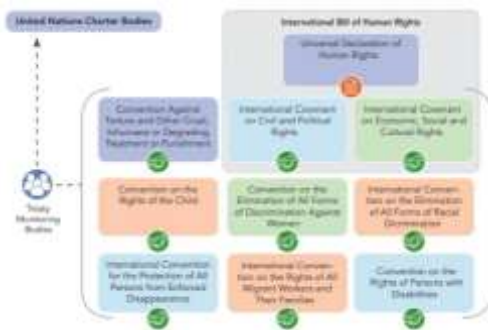 United Nations Charter Bodies
International Bill of Human Rights
Universal Declaration of
Human Rights
Convention Against
Torture and Other Cruel,
Inhumane or Degrading
Treatment or Punishment
International Covenant
on Civil and Political
Rights
International Covenant
on Economic, Social and
Cultural Rights
Treaty
Monitoring
Bodies
Convention on the
Rights of the Child
Convention on the
Elimination of All Forms
of Discrimination Against
Women
International Conven-
tion on the Elimination
of All Forms of Racial
Discrimination
International Convention
for the Protection of All
Persons from Enforced
Disappearance
International Conven-
tion on the Rights of All
Migrant Workers and
Their Families
Convention on the
Rights of Persons with
Disabilities